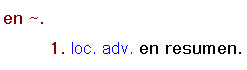 en ~.
1. loc. adv. en resumen.